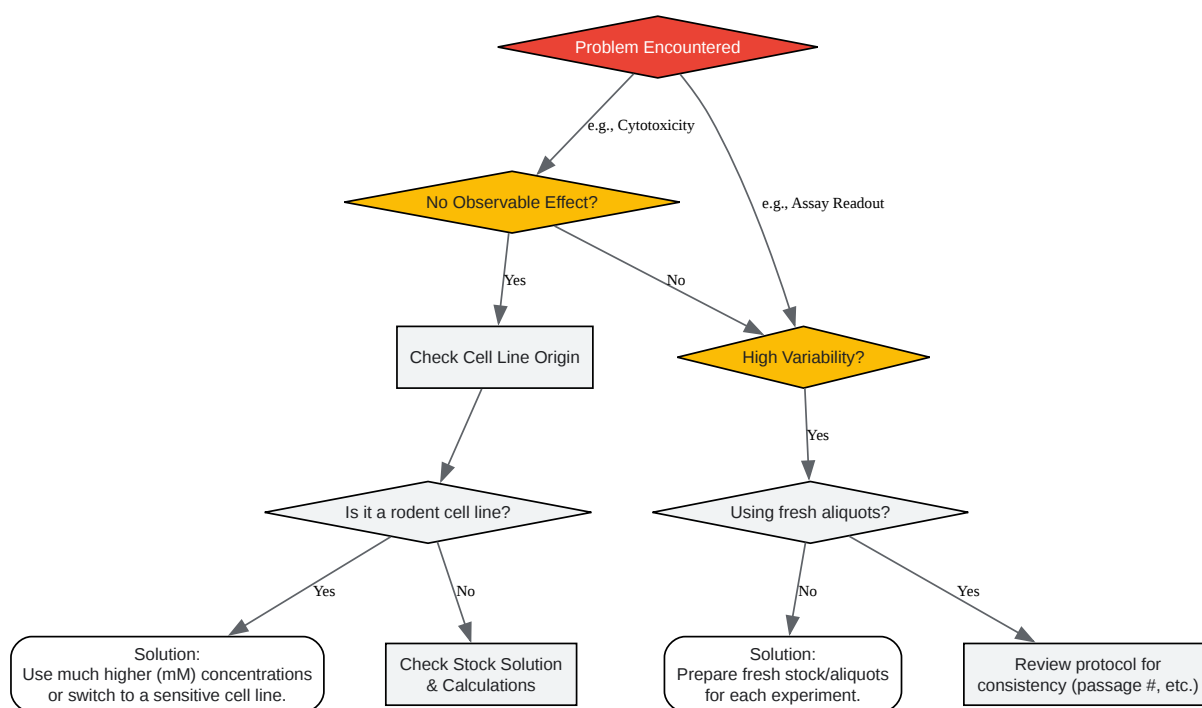 Problem Encountered
e.g., Cytotoxicity
No Observable Effect?
e.g., Assay Readout
Yes
No
Check Cell Line Origin
High Variability?
Yes
Is it a rodent cell line?
Using fresh aliquots?
Yes
No
No
Yes
Solution:
Use much higher (mM) concentrations
or switch to a sensitive cell line.
Check Stock Solution
& Calculations
Solution:
Prepare fresh stock/aliquots
for each experiment.
Review protocol for
consistency (passage #, etc.)